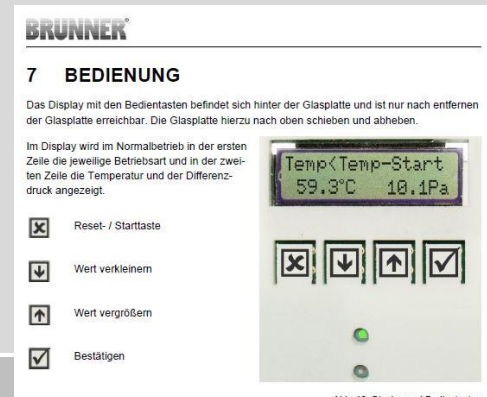 BRUNNER®
7 BEDIENUNG
Das Display mit den Bedientasten befindet sich hinter der Glasplatte und ist nur nach entfernen
der Glasplatte erreichbar. Die Glasplatte hierzu nach oben schieben und abheben.
Im Display wird im Normalbetrieb in der ersten
Zeile die jeweilige Betriebsart und in der zwei-
ten Zeile die Temperatur und der Differenz-
druck angezeigt.
Temp<Temp-Start
59.3°C 10.1Pa
Reset- / Starttaste
Wert verkleinern
Wert vergrößern
Bestätigen